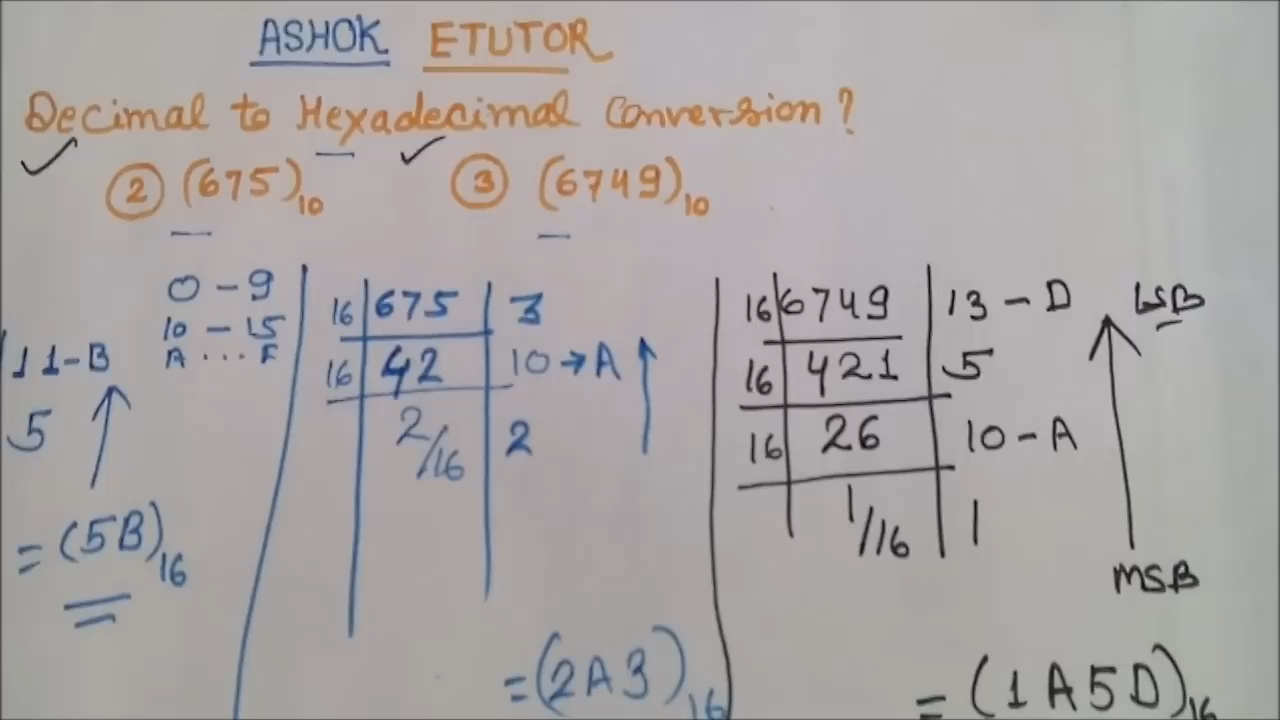 ASHOK ETUTOR
Decimal to Hexadecimal Conversion?
② (675)10 ③ (6749)10
0 - 9
10 - 15
A ... F
11-B
5
= (5B)16
16 675 3
16 42 10 → A
2/16 2
= (2A3)16
16 6749 13 - D LSB
16 421 5
16 26 10 - A
1/16 1
MSB
= (1A5D)16